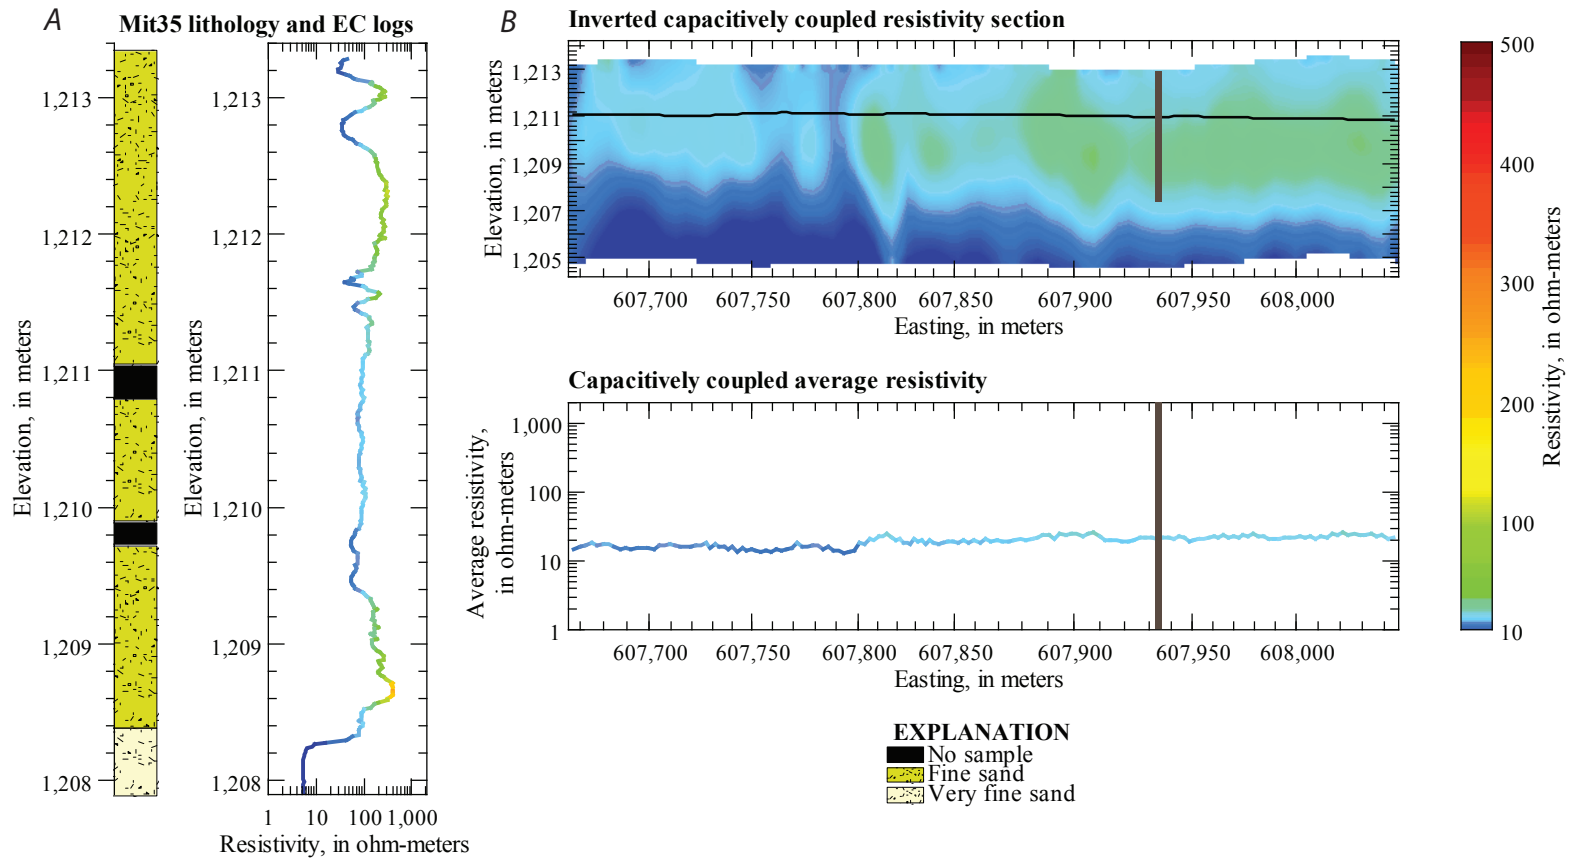 A
Mit35 lithology and EC logs
Elevation, in meters
1,213
1,212
1,211
1,210
1,209
1,208
Elevation, in meters
1,213
1,212
1,211
1,210
1,209
1,208
1 10 100 1,000
Resistivity, in ohm-meters
B
Inverted capacitively coupled resistivity section
Elevation, in meters
1,213
1,211
1,209
1,207
1,205
607,700 607,750 607,800 607,850 607,900 607,950 608,000
Easting, in meters
Capacitively coupled average resistivity
Average resistivity,
in ohm-meters
1,000
100
10
1
607,700 607,750 607,800 607,850 607,900 607,950 608,000
Easting, in meters
EXPLANATION
No sample
Fine sand
Very fine sand
500
400
300
200
100
10
Resistivity, in ohm-meters